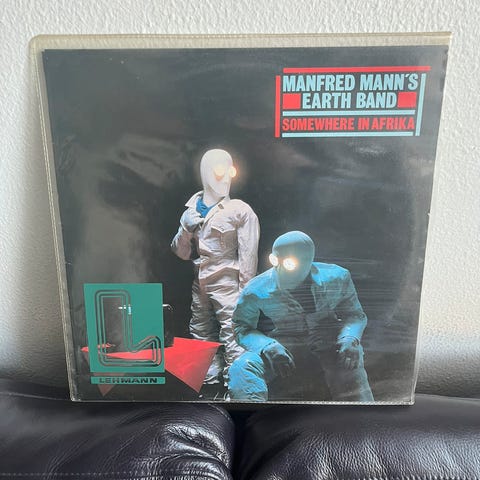 MANFRED MANN'S
EARTH BAND
SOMEWHERE IN AFRIKA
L
LEHMANN